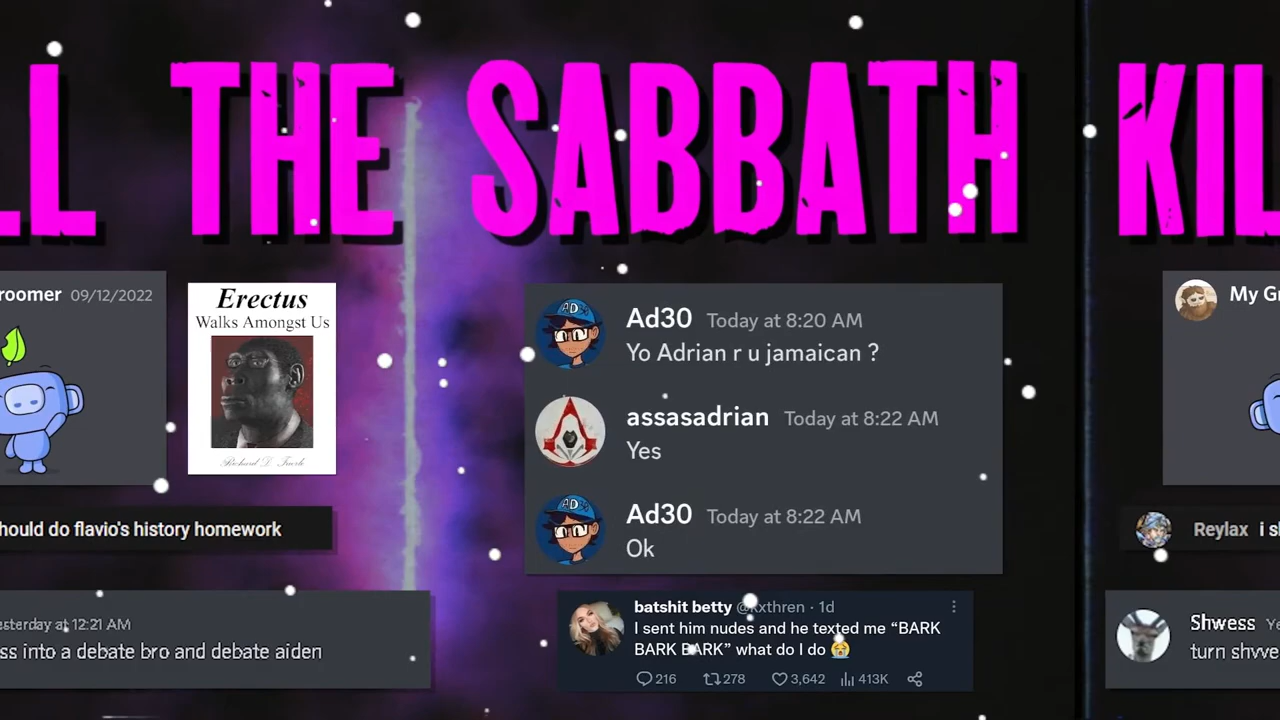 LL THE SABBATH KIL
roomer 09/12/2022
Erectus
Walks Amongst Us
Ad30 Today at 8:20 AM
Yo Adrian r u jamaican ?
assasadrian Today at 8:22 AM
Yes
Ad30 Today at 8:22 AM
Ok
My Gr
hould do flavio's history homework
Reylax i sh
esterday at 12:21 AM
ss into a debate bro and debate aiden
batshit betty @kxthren · 1d
I sent him nudes and he texted me “BARK
BARK BARK” what do I do 😭
216 278 3,642 413K
Shwess Ye
turn shwe